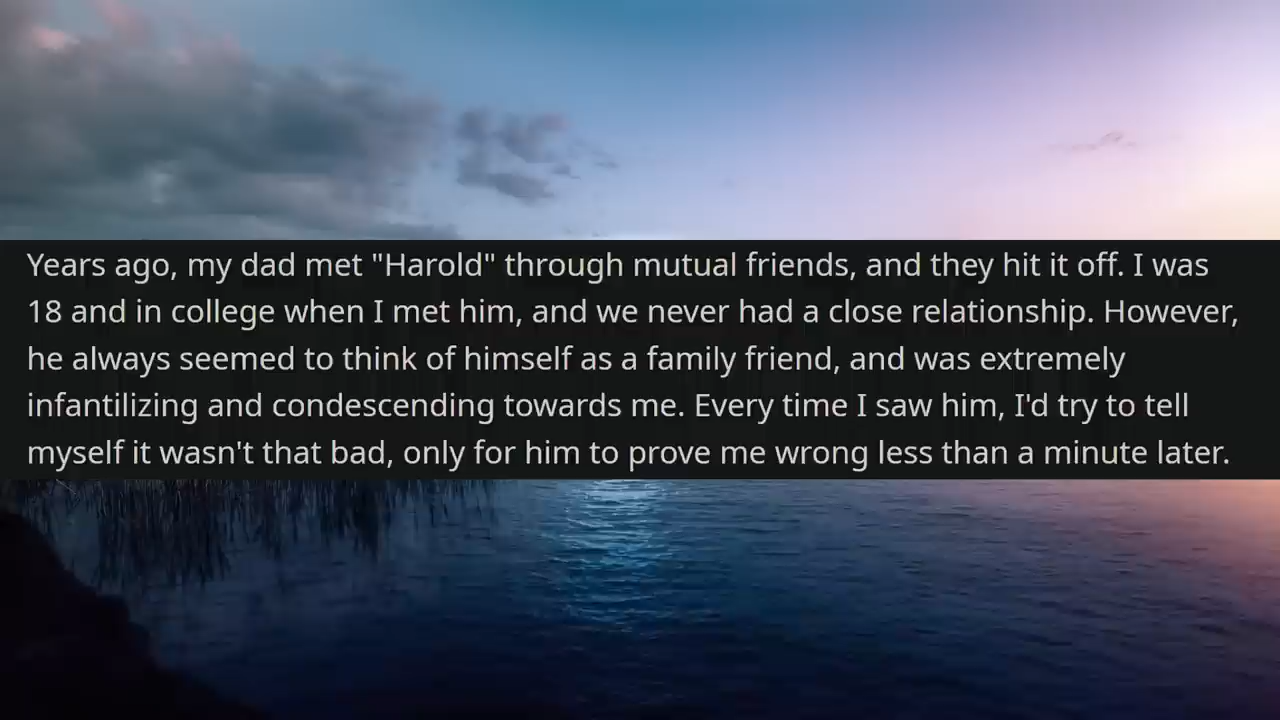 Years ago, my dad met "Harold" through mutual friends, and they hit it off. I was
18 and in college when I met him, and we never had a close relationship. However,
he always seemed to think of himself as a family friend, and was extremely
infantilizing and condescending towards me. Every time I saw him, I'd try to tell
myself it wasn't that bad, only for him to prove me wrong less than a minute later.